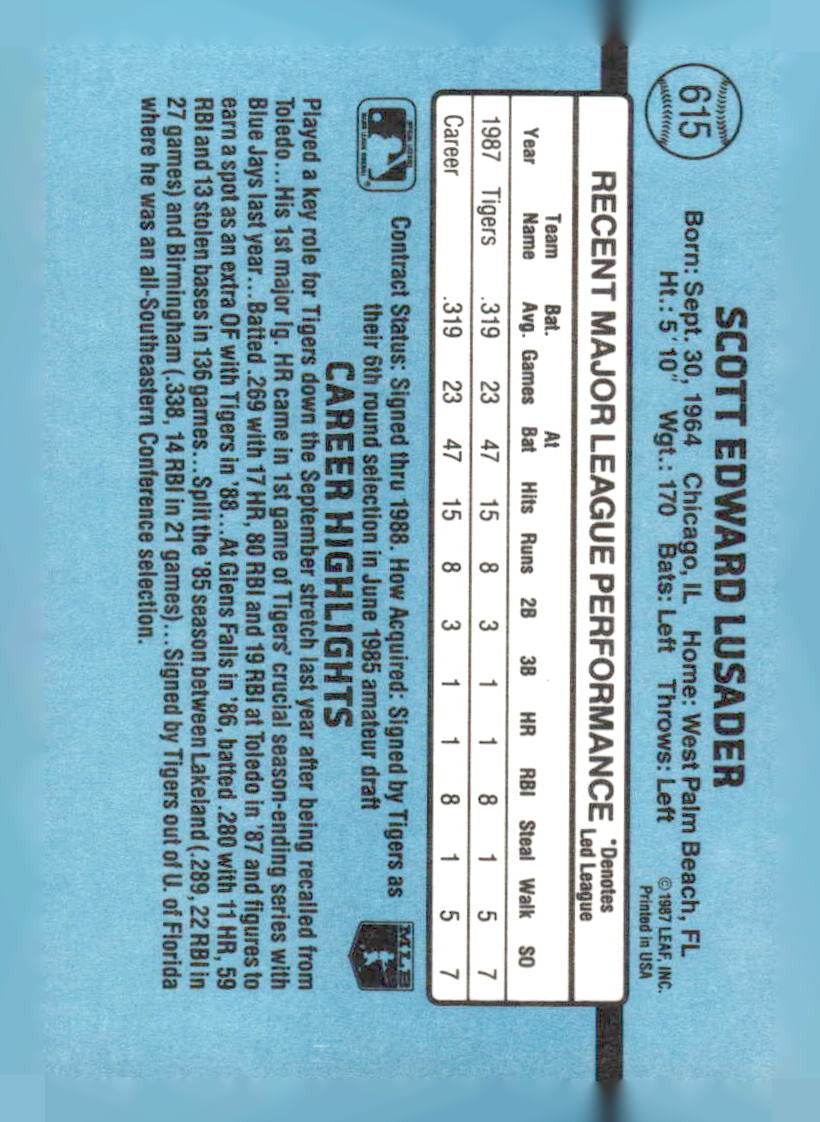 615
SCOTT EDWARD LUSADER
Born: Sept. 30, 1964 Chicago, IL Home: West Palm Beach, FL
Ht.: 5'10" Wgt.: 170 Bats: Left Throws: Left
© 1987 LEAF, INC.
Printed in USA
RECENT MAJOR LEAGUE PERFORMANCE
*Denotes
Led League
Team Bat. At
Year Name Avg. Games Bat Hits Runs 2B 3B HR RBI Steal Walk SO
1987 Tigers .319 23 47 15 8 3 1 1 8 1 5 7
Career .319 23 47 15 8 3 1 1 8 1 5 7
Contract Status: Signed thru 1988. How Acquired: Signed by Tigers as
their 6th round selection in June 1985 amateur draft
MLB
CAREER HIGHLIGHTS
Played a key role for Tigers down the September stretch last year after being recalled from
Toledo...His 1st major lg. HR came in 1st game of Tigers' crucial season-ending series with
Blue Jays last year...Batted .269 with 17 HR, 80 RBI and 19 RBI at Toledo in '87 and figures to
earn a spot as an extra OF with Tigers in '88...At Glens Falls in '86, batted .280 with 11 HR, 59
RBI and 13 stolen bases in 136 games...Split the '85 season between Lakeland (.289, 22 RBI in
27 games) and Birmingham (.338, 14 RBI in 21 games)...Signed by Tigers out of U. of Florida
where he was an all-Southeastern Conference selection.